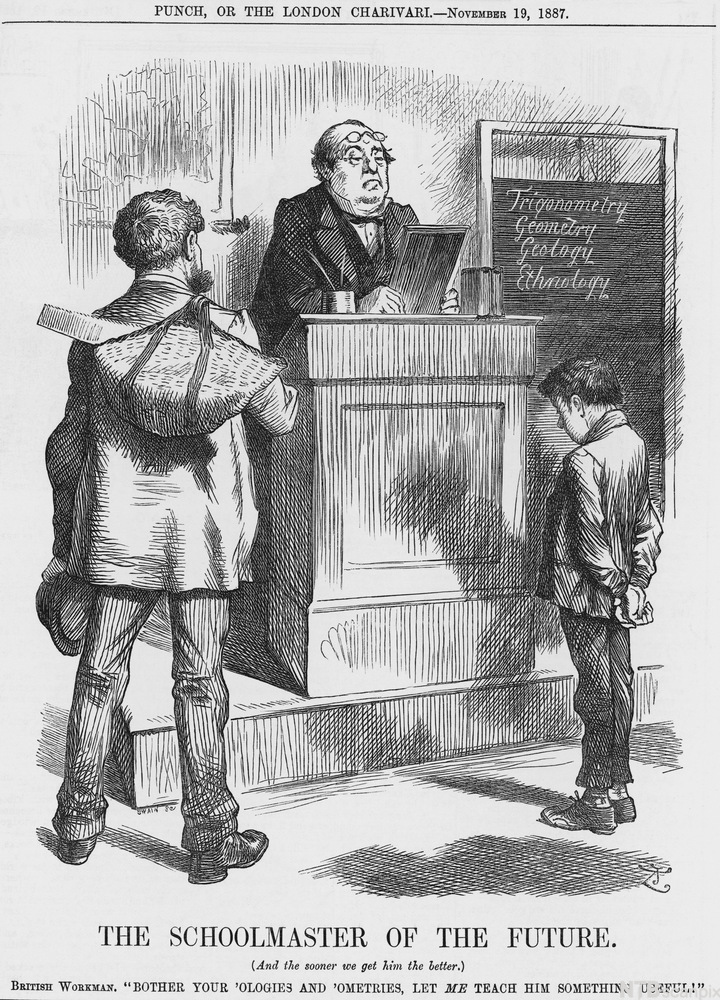 PUNCH, OR THE LONDON CHARIVARI.—NOVEMBER 19, 1887.
Trigonometry
Geometry
Geology
Ethnology
SWAIN SC
THE SCHOOLMASTER OF THE FUTURE.
(And the sooner we get him the better.)
BRITISH WORKMAN. "BOTHER YOUR 'OLOGIES AND 'OMETRIES, LET ME TEACH HIM SOMETHING USEFUL!"